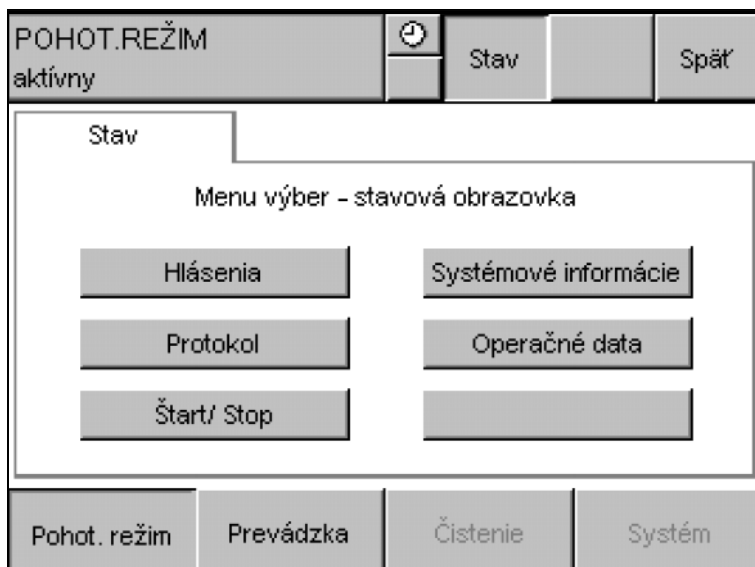 POHOT.REŽIM
aktívny
Stav
Späť
Stav
Menu výber - stavová obrazovka
Hlásenia
Systémové informácie
Protokol
Operačné data
Štart/ Stop
Pohot. režim
Prevádzka
Čistenie
Systém